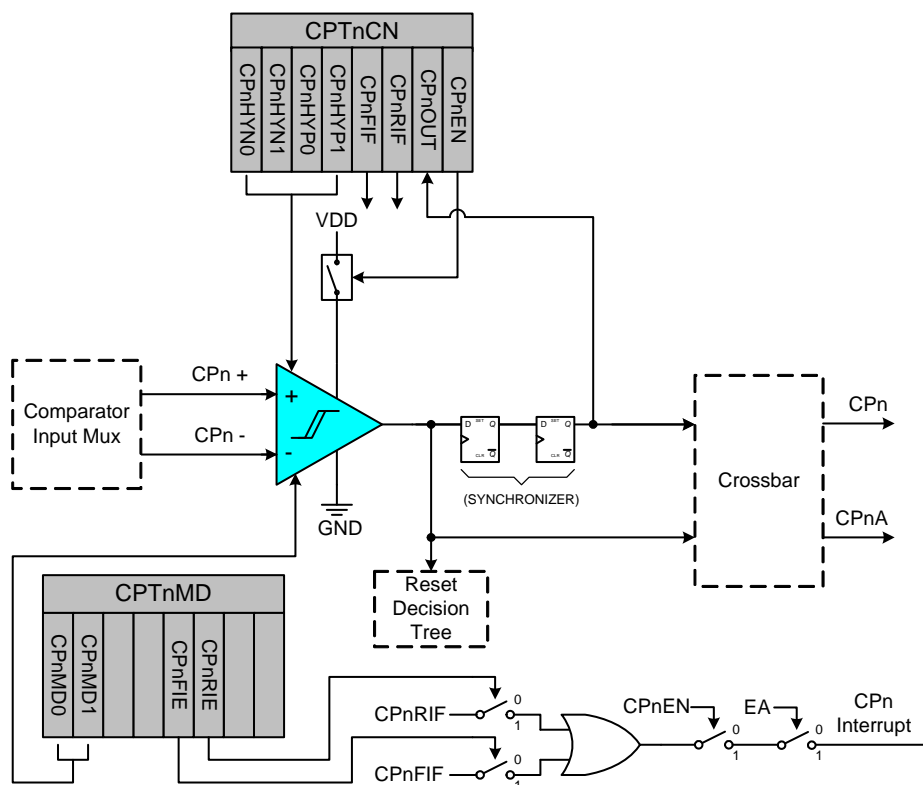 CPTnCN
CPnHYN0
CPnHYN1
CPnHYP0
CPnHYP1
CPnFIF
CPnRIF
CPnOUT
CPnEN
VDD
Comparator
Input Mux
CPn +
CPn -
+
-
GND
D SET Q
CLR Q
D SET Q
CLR Q
(SYNCHRONIZER)
Crossbar
CPn
CPnA
Reset
Decision
Tree
CPTnMD
CPnMD0
CPnMD1
CPnFIE
CPnRIE
CPnRIF
0
1
CPnFIF
0
1
CPnEN
0
1
EA
0
1
CPn
Interrupt